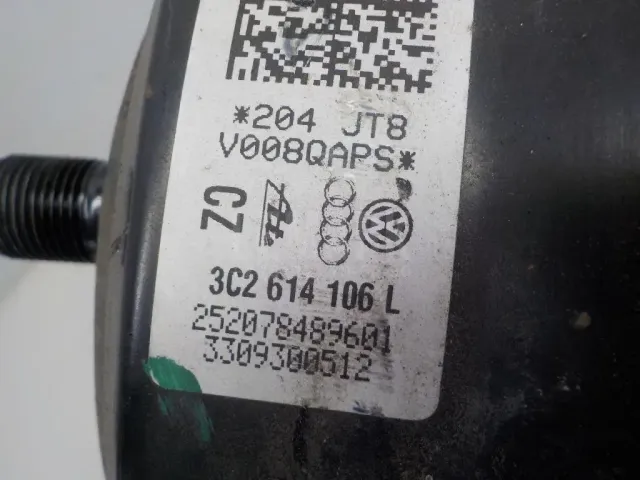 *204 JT8
V008QAPS*
CZ
3C2 614 106 L
252078489601
3309300512